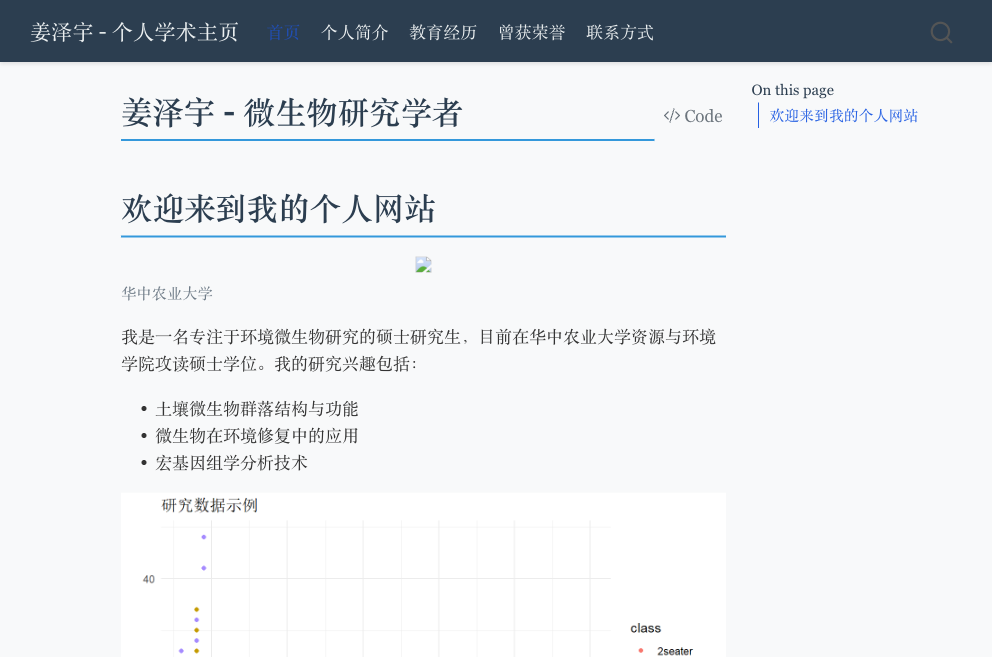 姜泽宇 - 个人学术主页 首页 个人简介 教育经历 曾获荣誉 联系方式
姜泽宇 - 微生物研究学者
</> Code
On this page
欢迎来到我的个人网站
欢迎来到我的个人网站
华中农业大学
我是一名专注于环境微生物研究的硕士研究生，目前在华中农业大学资源与环境
学院攻读硕士学位。我的研究兴趣包括：
• 土壤微生物群落结构与功能
• 微生物在环境修复中的应用
• 宏基因组学分析技术
研究数据示例
40
class
2seater